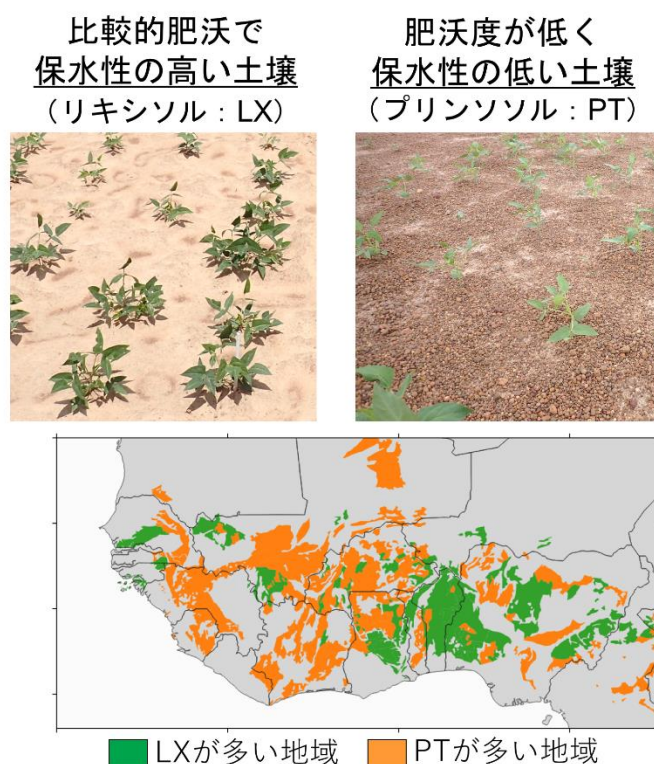 比較的肥沃で
保水性の高い土壌
（リキシソル：LX）
肥沃度が低く
保水性の低い土壌
（プリンソソル：PT）
LXが多い地域
PTが多い地域